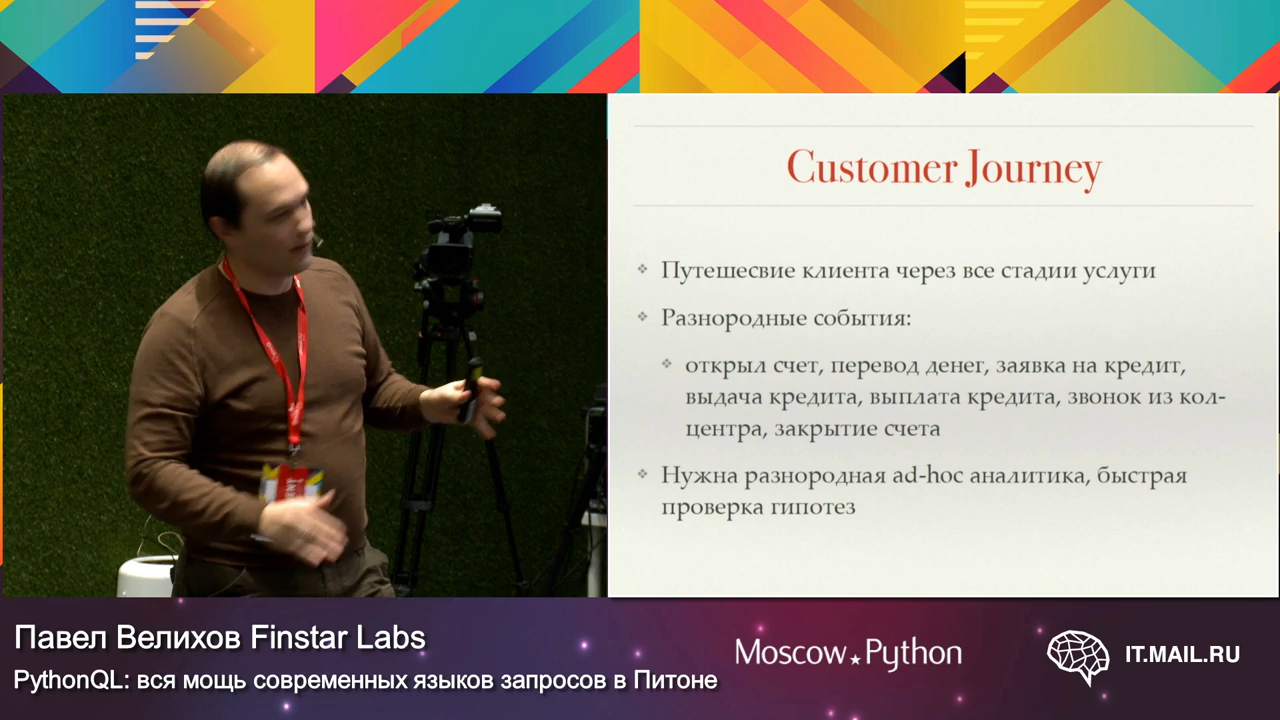 Customer Journey
Путешесвие клиента через все стадии услуги
Разнородные события:
открыл счет, перевод денег, заявка на кредит,
выдача кредита, выплата кредита, звонок из кол-
центра, закрытие счета
Нужна разнородная ad-hoc аналитика, быстрая
проверка гипотез
Павел Велихов Finstar Labs
PythonQL: вся мощь современных языков запросов в Питоне
Moscow Python
IT.MAIL.RU